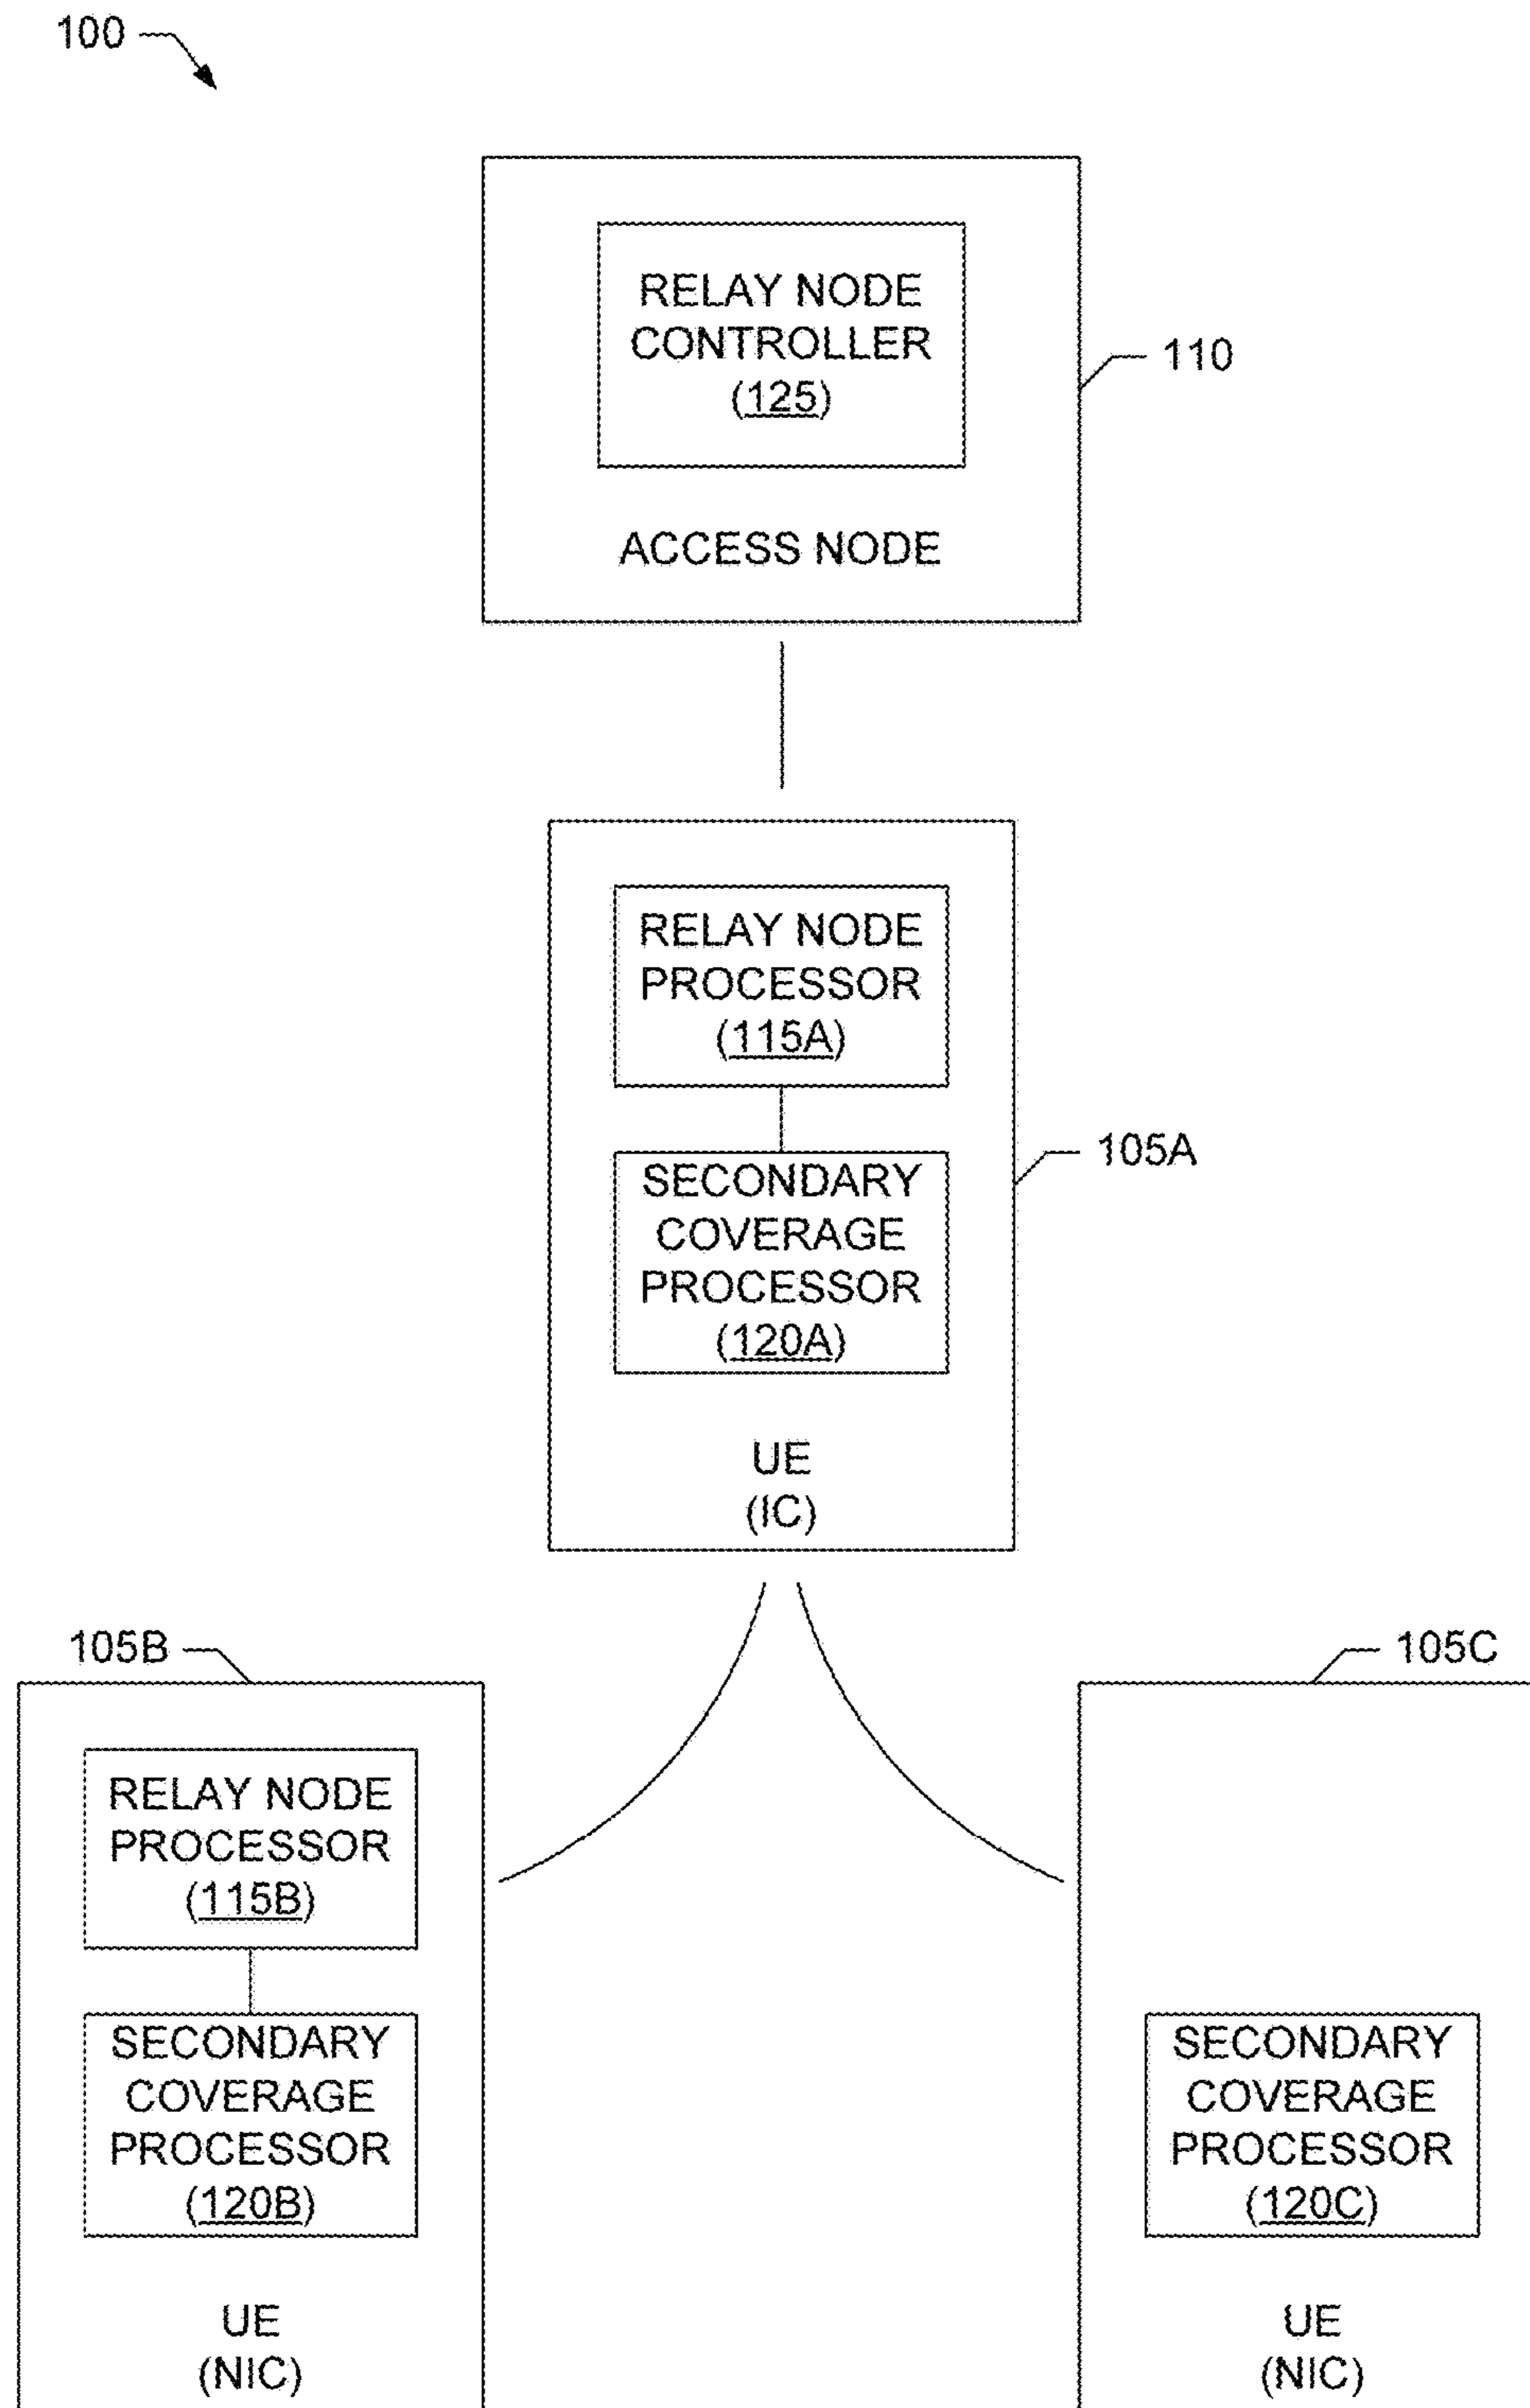 100
RELAY NODE
CONTROLLER
(125)
110
ACCESS NODE
RELAY NODE
PROCESSOR
(115A)
105A
SECONDARY
COVERAGE
PROCESSOR
(120A)
UE
(IC)
105B
105C
RELAY NODE
PROCESSOR
(115B)
SECONDARY
COVERAGE
PROCESSOR
(120B)
UE
(NIC)
SECONDARY
COVERAGE
PROCESSOR
(120C)
UE
(NIC)